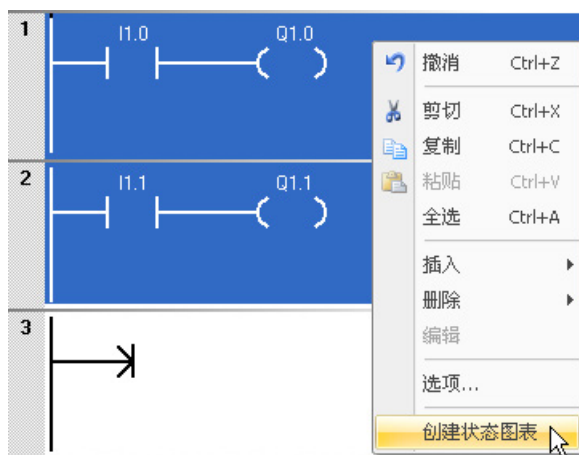 1
I1.0 Q1.0
2
I1.1 Q1.1
3
撤消 Ctrl+Z
剪切 Ctrl+X
复制 Ctrl+C
粘贴 Ctrl+V
全选 Ctrl+A
插入
删除
编辑
选项...
创建状态图表